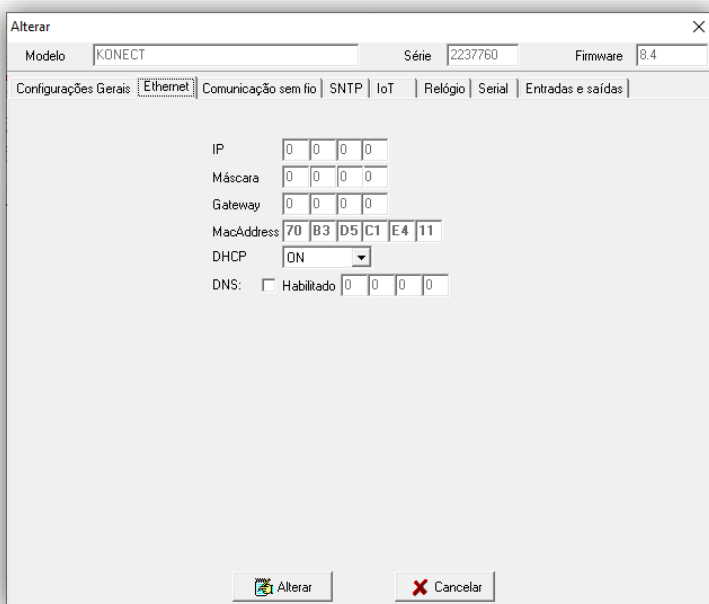 Alterar
Modelo KONECT Série 2237760 Firmware 8.4
Configurações Gerais Ethernet Comunicação sem fio SNTP IoT Relógio Serial Entradas e saídas
IP 0 0 0 0
Máscara 0 0 0 0
Gateway 0 0 0 0
MacAddress 70 B3 D5 C1 E4 11
DHCP ON
DNS: Habilitado 0 0 0 0
Alterar Cancelar